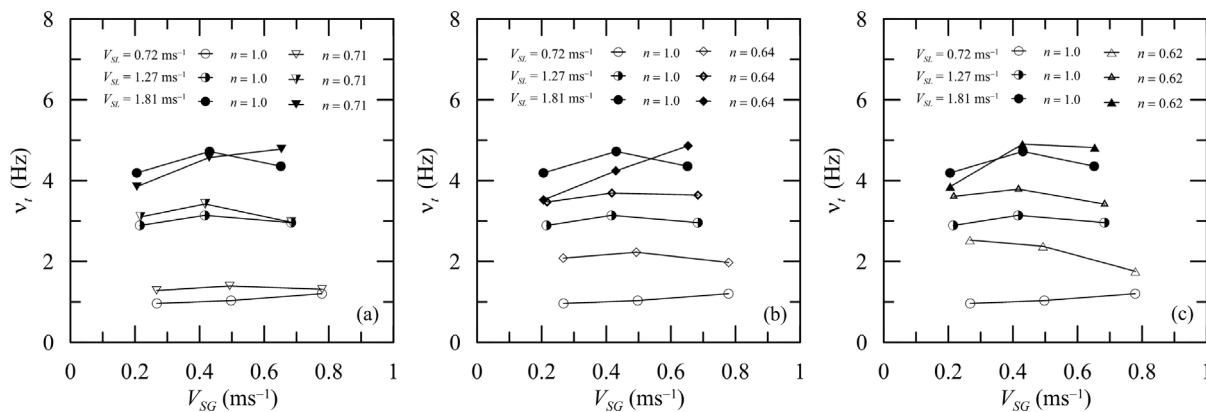 8
V_SL = 0.72 ms⁻¹ n = 1.0 n = 0.71
V_SL = 1.27 ms⁻¹ n = 1.0 n = 0.71
V_SL = 1.81 ms⁻¹ n = 1.0 n = 0.71
6
4
2
0
ν_t (Hz)
(a)
0 0.2 0.4 0.6 0.8 1
V_SG (ms⁻¹)
8
V_SL = 0.72 ms⁻¹ n = 1.0 n = 0.64
V_SL = 1.27 ms⁻¹ n = 1.0 n = 0.64
V_SL = 1.81 ms⁻¹ n = 1.0 n = 0.64
6
4
2
0
ν_t (Hz)
(b)
0 0.2 0.4 0.6 0.8 1
V_SG (ms⁻¹)
8
V_SL = 0.72 ms⁻¹ n = 1.0 n = 0.62
V_SL = 1.27 ms⁻¹ n = 1.0 n = 0.62
V_SL = 1.81 ms⁻¹ n = 1.0 n = 0.62
6
4
2
0
ν_t (Hz)
(c)
0 0.2 0.4 0.6 0.8 1
V_SG (ms⁻¹)